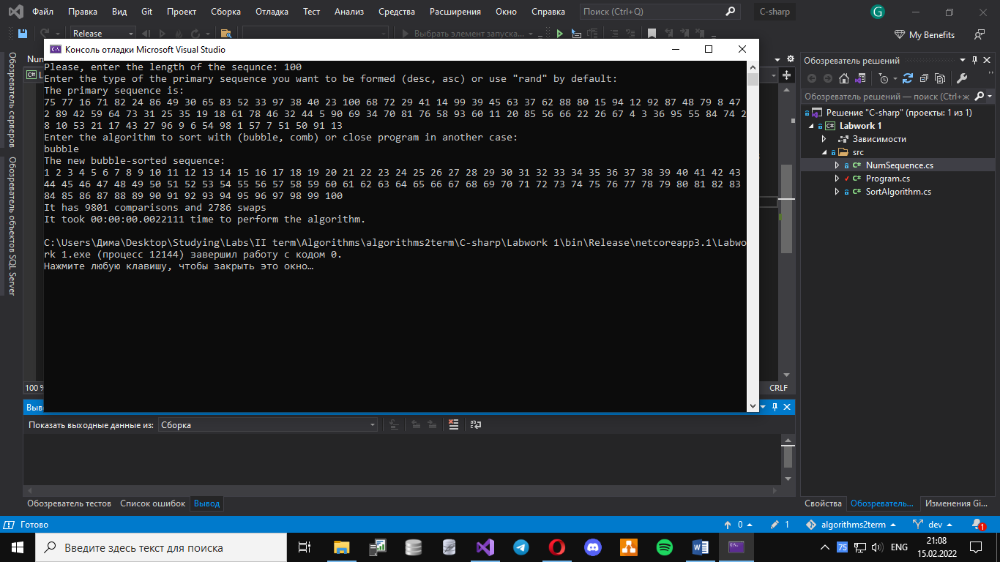 Файл Правка Вид Git Проект Сборка Отладка Тест Анализ Средства Расширения Окно Справка Поиск (Ctrl+Q) C-sharp G
Release Выбрать элемент запуска... My Benefits
Консоль отладки Microsoft Visual Studio
Please, enter the length of the sequnce: 100
Enter the type of the primary sequence you want to be formed (desc, asc) or use "rand" by default:
The primary sequence is:
75 77 16 71 82 24 86 49 30 65 83 52 33 97 38 40 23 100 68 72 29 41 14 99 39 45 63 37 62 88 80 15 94 12 92 87 48 79 8 47
2 89 42 59 64 73 31 25 35 19 18 61 78 46 32 44 5 90 69 34 70 81 76 58 93 60 11 20 85 56 66 22 26 67 4 3 36 95 55 84 74 2
8 10 53 21 17 43 27 96 9 6 54 98 1 57 7 51 50 91 13
Enter the algorithm to sort with (bubble, comb) or close program in another case:
bubble
The new bubble-sorted sequence:
1 2 3 4 5 6 7 8 9 10 11 12 13 14 15 16 17 18 19 20 21 22 23 24 25 26 27 28 29 30 31 32 33 34 35 36 37 38 39 40 41 42 43
44 45 46 47 48 49 50 51 52 53 54 55 56 57 58 59 60 61 62 63 64 65 66 67 68 69 70 71 72 73 74 75 76 77 78 79 80 81 82 83
84 85 86 87 88 89 90 91 92 93 94 95 96 97 98 99 100
It has 9801 comparisons and 2786 swaps
It took 00:00:00.0022111 time to perform the algorithm.
C:\Users\Дима\Desktop\Studying\Labs\II term\Algorithms\algorithms2term\C-sharp\Labwork 1\bin\Release\netcoreapp3.1\Labwo
rk 1.exe (процесс 12144) завершил работу с кодом 0.
Нажмите любую клавишу, чтобы закрыть это окно…
Обозреватель серверов
Обозреватель объектов SQL Server
Num
100 %
CRLF
Выв
Показать выходные данные из: Сборка
Обозреватель тестов Список ошибок Вывод
Обозреватель решений
Обозреватель решений — поиск (Ctrl+ж
Решение "C-sharp" (проекты: 1 из 1)
Labwork 1
Зависимости
src
NumSequence.cs
Program.cs
SortAlgorithm.cs
Свойства Обозреватель... Изменения Gi...
Готово 0 1 algorithms2term dev 1
Введите здесь текст для поиска 75 ENG 21:08
15.02.2022